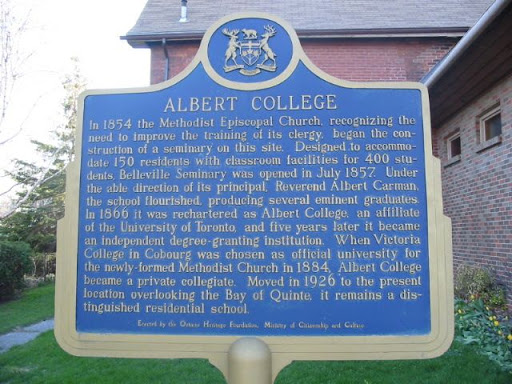 ALBERT COLLEGE
In 1854 the Methodist Episcopal Church, recognizing the
need to improve the training of its clergy, began the con-
struction of a seminary on this site. Designed to accommo-
date 150 residents with classroom facilities for 400 stu-
dents, Belleville Seminary was opened in July 1857. Under
the able direction of its principal, Reverend Albert Carman,
the school flourished, producing several eminent graduates.
In 1866 it was rechartered as Albert College, an affiliate
of the University of Toronto, and five years later it became
an independent degree-granting institution. When Victoria
College in Cobourg was chosen as official university for
the newly-formed Methodist Church in 1884, Albert College
became a private collegiate. Moved in 1926 to the present
location overlooking the Bay of Quinte, it remains a dis-
tinguished residential school.
Erected by the Ontario Heritage Foundation, Ministry of Citizenship and Culture